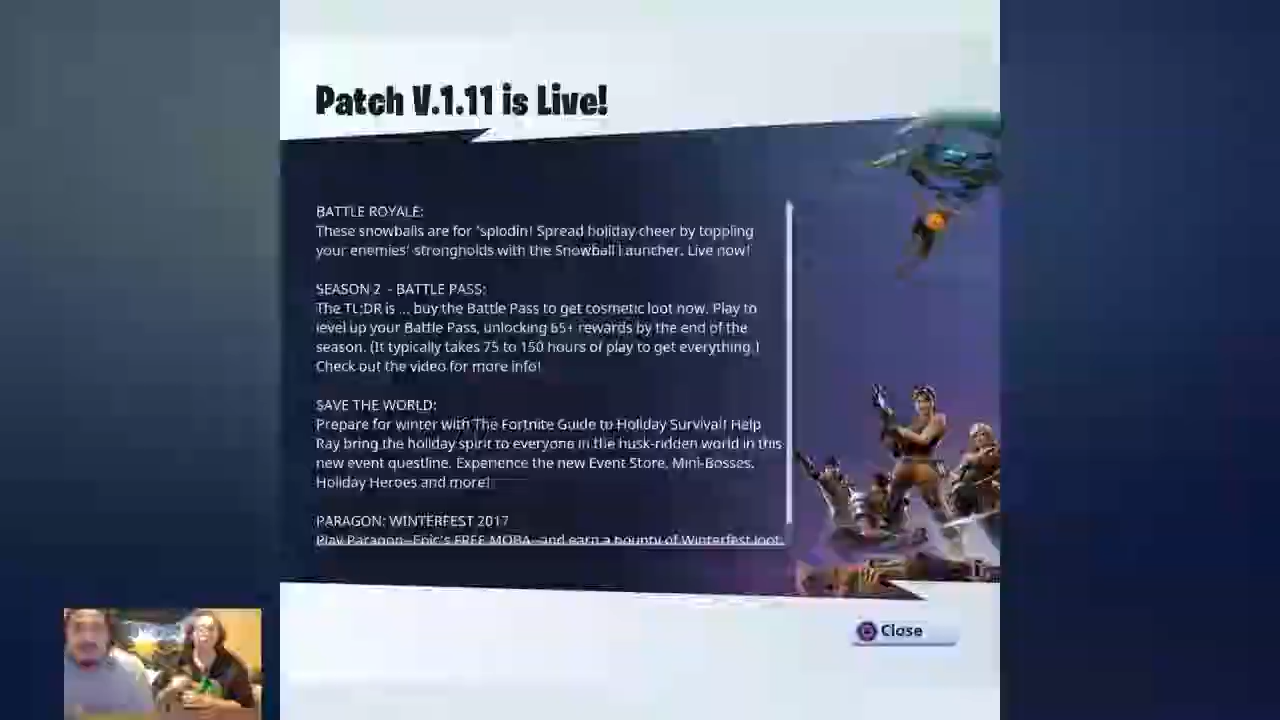 Patch V.1.11 is Live!
BATTLE ROYALE:
These snowballs are for 'splodin! Spread holiday cheer by toppling
your enemies' strongholds with the Snowball Launcher. Live now!
SEASON 2 - BATTLE PASS:
The TL:DR is ... buy the Battle Pass to get cosmetic loot now. Play to
level up your Battle Pass, unlocking 65+ rewards by the end of the
season. (It typically takes 75 to 150 hours of play to get everything.)
Check out the video for more info!
SAVE THE WORLD:
Prepare for winter with The Fortnite Guide to Holiday Survival! Help
Ray bring the holiday spirit to everyone in the husk-ridden world in this
new event questline. Experience the new Event Store, Mini-Bosses,
Holiday Heroes and more!
PARAGON: WINTERFEST 2017
Play Paragon—Epic's FREE MOBA—and earn a bounty of Winterfest loot.
Close